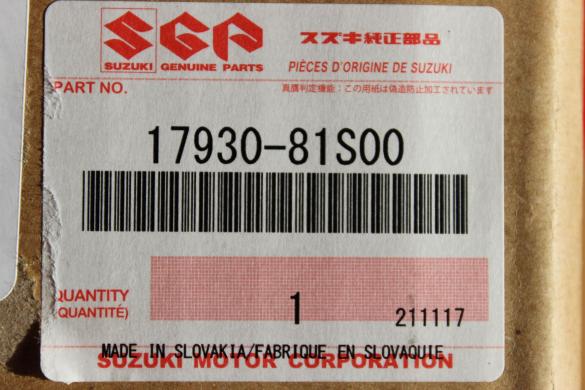 SGP
SUZUKI GENUINE PARTS
スズキ純正部品
PIÈCES D'ORIGINE DE SUZUKI
PART NO.
真贋判定機能：この用紙は偽造防止加工されています
17930-81S00
QUANTITY
QUANTITÉ)
1
211117
MADE IN SLOVAKIA/FABRIQUE EN SLOVAQUIE
SUZUKI MOTOR CORPORATION